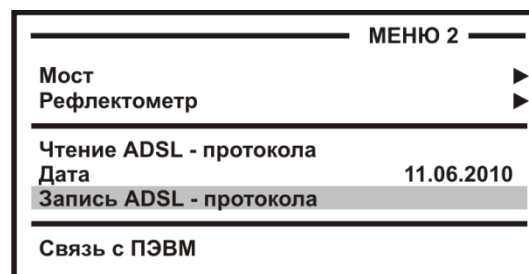 МЕНЮ 2
Мост
Рефлектометр
Чтение ADSL - протокола
Дата 11.06.2010
Запись ADSL - протокола
Связь с ПЭВМ